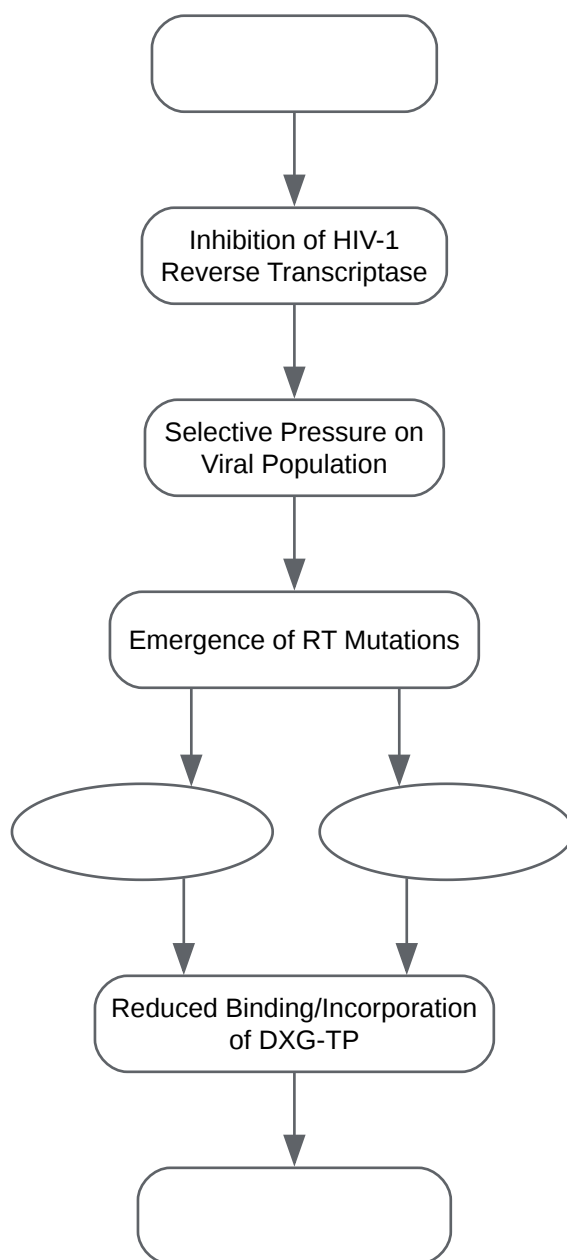 Inhibition of HIV-1
Reverse Transcriptase
Selective Pressure on
Viral Population
Emergence of RT Mutations
Reduced Binding/Incorporation
of DXG-TP